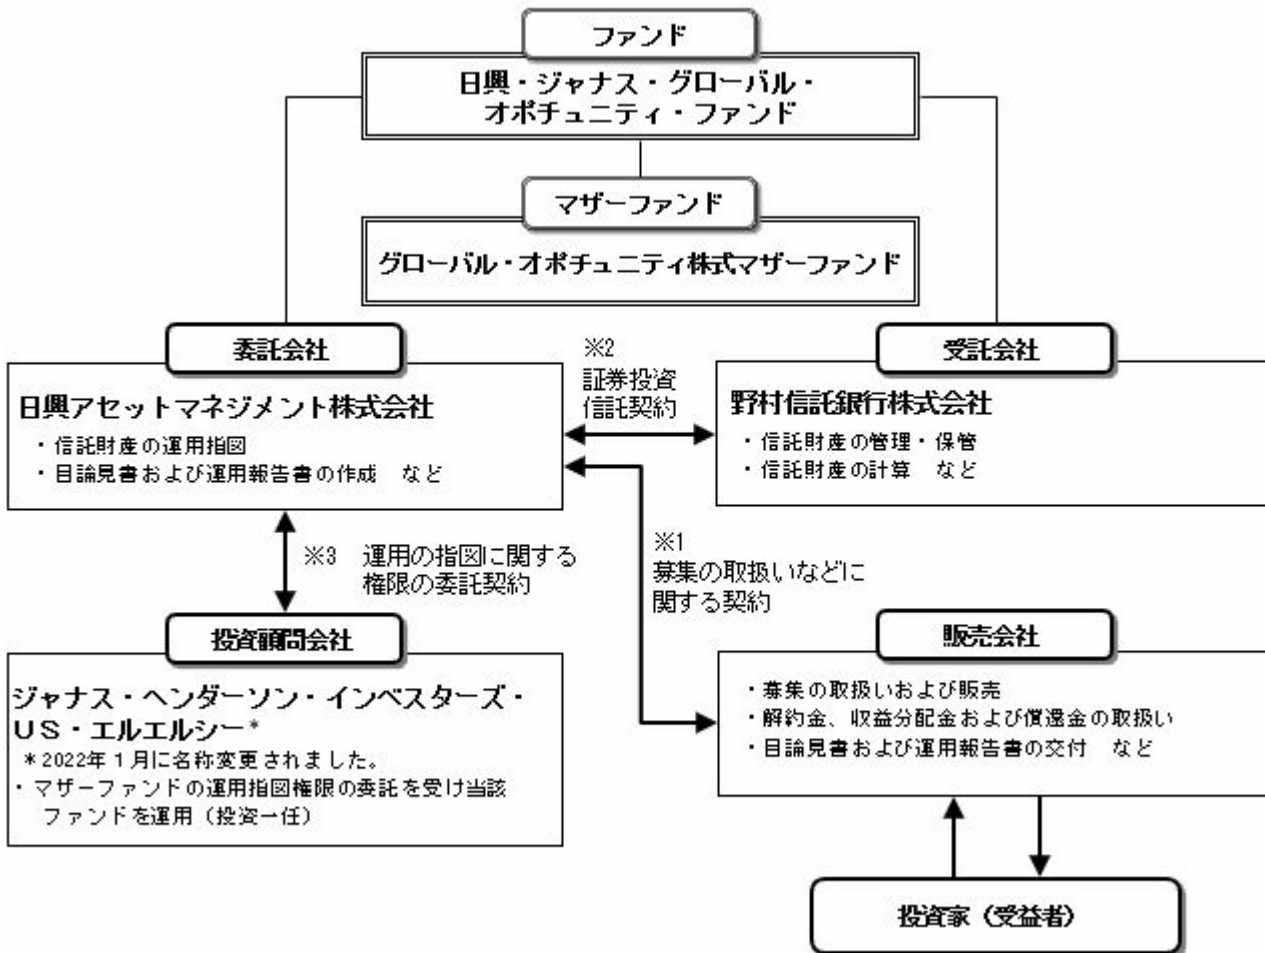 ファンド
日興・ジャナス・グローバル・
オポチュニティ・ファンド
マザーファンド
グローバル・オポチュニティ株式マザーファンド
委託会社
日興アセットマネジメント株式会社
・信託財産の運用指図
・目論見書および運用報告書の作成 など
※2
証券投資
信託契約
受託会社
野村信託銀行株式会社
・信託財産の管理・保管
・信託財産の計算 など
※3 運用の指図に関する
権限の委託契約
※1
募集の取扱いなどに
関する契約
投資顧問会社
ジャナス・ヘンダーソン・インベスターズ・
US・エルエルシー*
*2022年1月に名称変更されました。
・マザーファンドの運用指図権限の委託を受け当該
ファンドを運用（投資一任）
販売会社
・募集の取扱いおよび販売
・解約金、収益分配金および償還金の取扱い
・目論見書および運用報告書の交付 など
投資家（受益者）